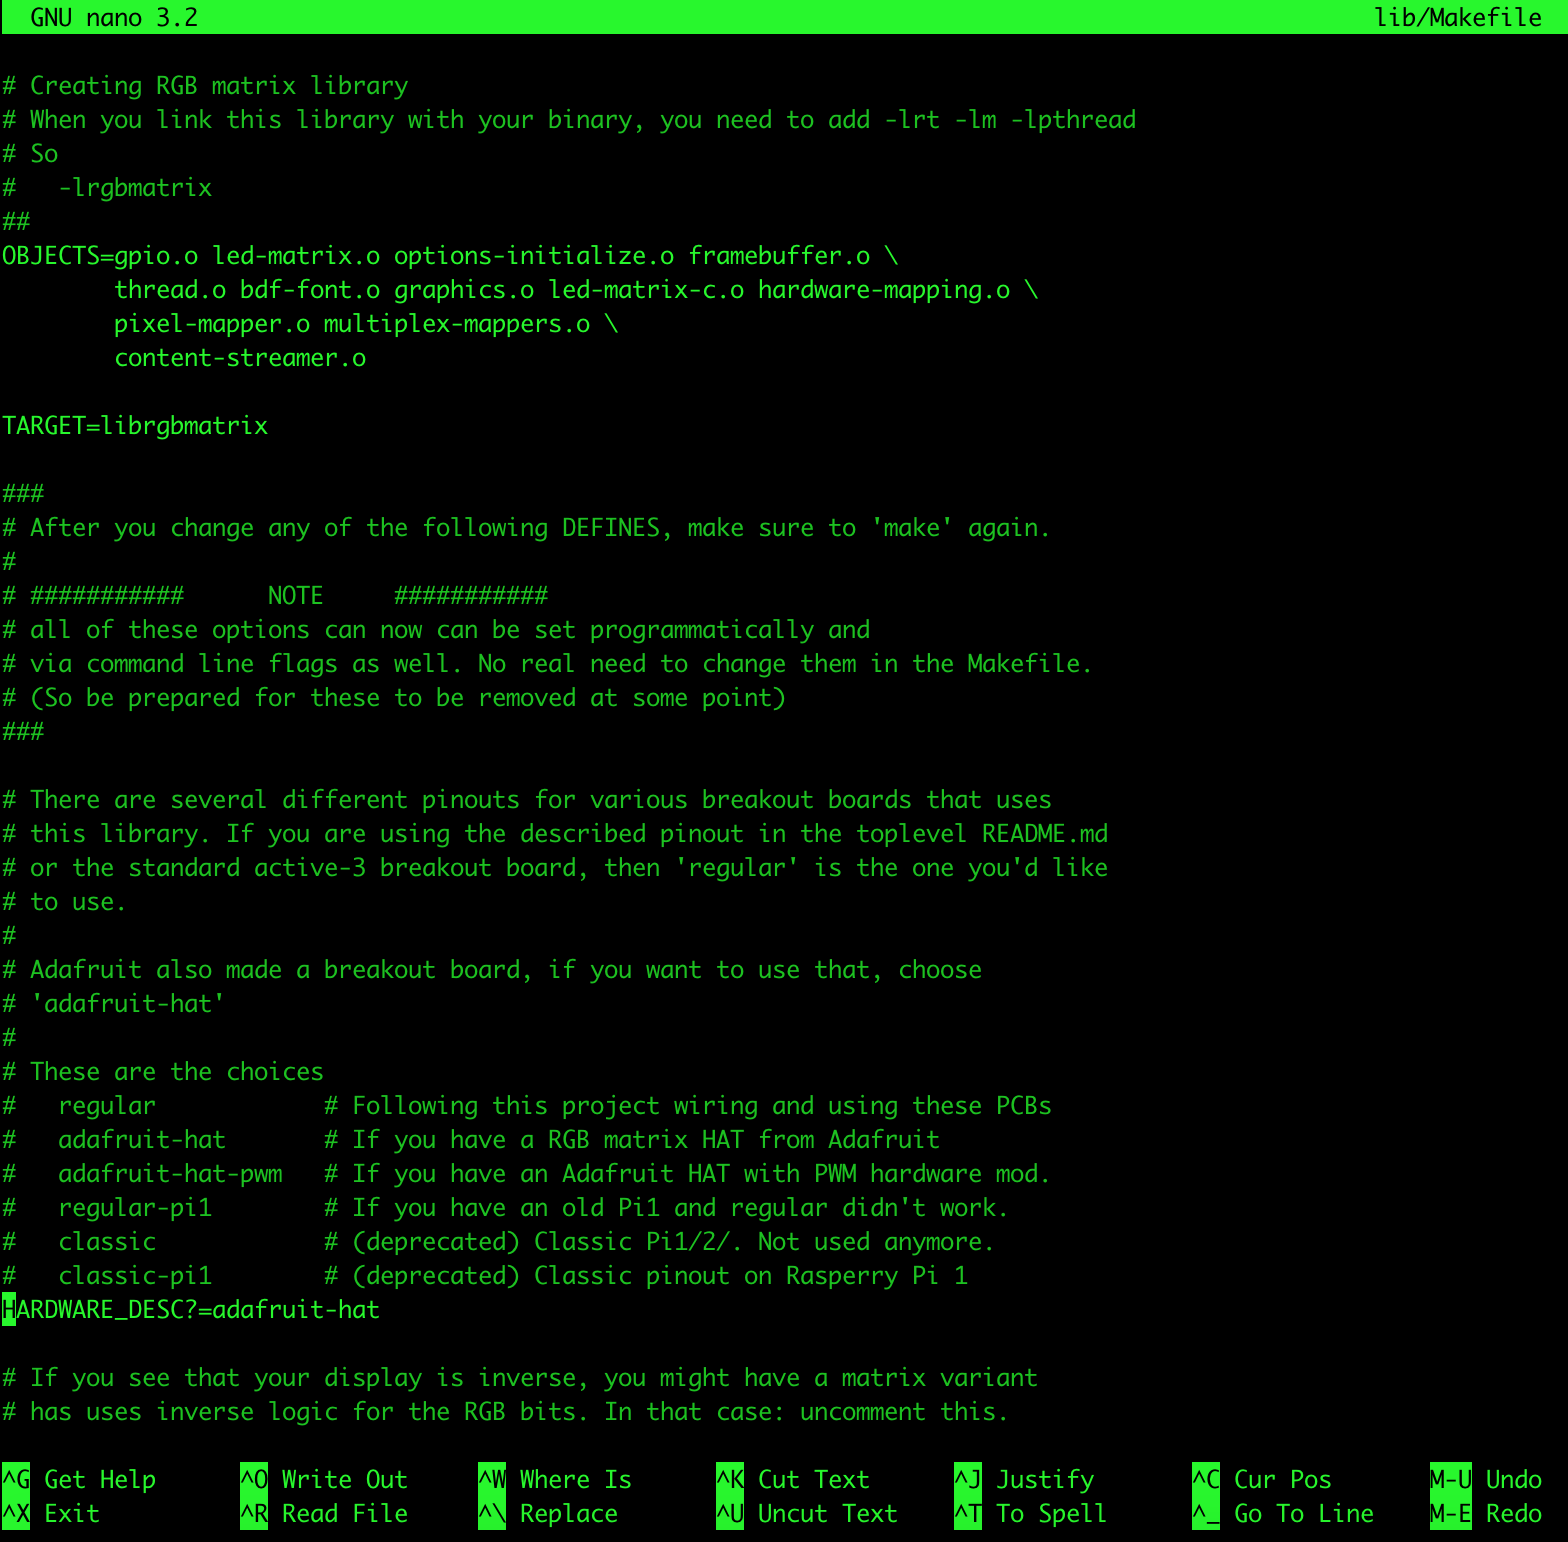 GNU nano 3.2 lib/Makefile
# Creating RGB matrix library
# When you link this library with your binary, you need to add -lrt -lm -lpthread
# So
#   -lrgbmatrix
##
OBJECTS=gpio.o led-matrix.o options-initialize.o framebuffer.o \
        thread.o bdf-font.o graphics.o led-matrix-c.o hardware-mapping.o \
        pixel-mapper.o multiplex-mappers.o \
        content-streamer.o
TARGET=librgbmatrix
###
# After you change any of the following DEFINES, make sure to 'make' again.
#
# ###########      NOTE     ###########
# all of these options can now can be set programmatically and
# via command line flags as well. No real need to change them in the Makefile.
# (So be prepared for these to be removed at some point)
###
# There are several different pinouts for various breakout boards that uses
# this library. If you are using the described pinout in the toplevel README.md
# or the standard active-3 breakout board, then 'regular' is the one you'd like
# to use.
#
# Adafruit also made a breakout board, if you want to use that, choose
# 'adafruit-hat'
#
# These are the choices
#   regular            # Following this project wiring and using these PCBs
#   adafruit-hat       # If you have a RGB matrix HAT from Adafruit
#   adafruit-hat-pwm   # If you have an Adafruit HAT with PWM hardware mod.
#   regular-pi1        # If you have an old Pi1 and regular didn't work.
#   classic            # (deprecated) Classic Pi1/2/. Not used anymore.
#   classic-pi1        # (deprecated) Classic pinout on Rasperry Pi 1
HARDWARE_DESC?=adafruit-hat
# If you see that your display is inverse, you might have a matrix variant
# has uses inverse logic for the RGB bits. In that case: uncomment this.
^G Get Help ^O Write Out ^W Where Is ^K Cut Text ^J Justify ^C Cur Pos M-U Undo
^X Exit ^R Read File ^\ Replace ^U Uncut Text ^T To Spell ^_ Go To Line M-E Redo